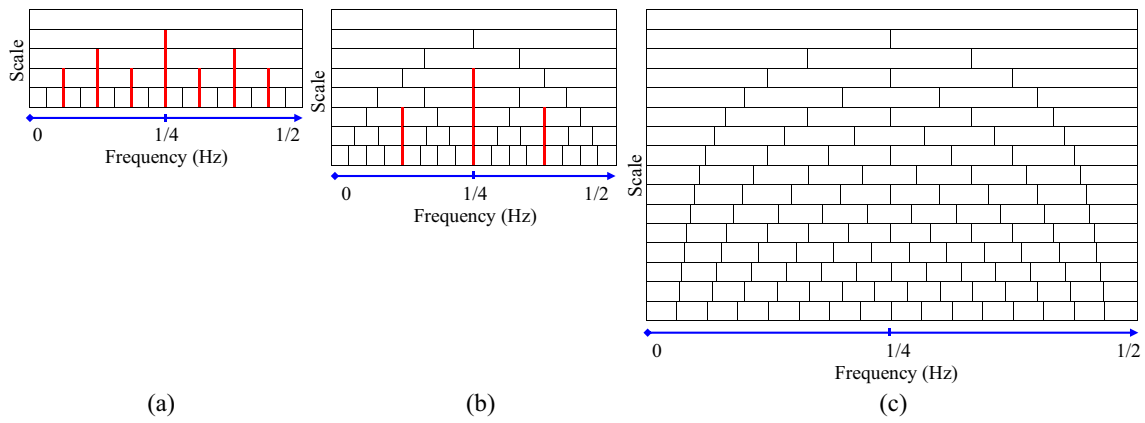 Scale
0 1/4 1/2
Frequency (Hz)
(a)
Scale
0 1/4 1/2
Frequency (Hz)
(b)
Scale
0 1/4 1/2
Frequency (Hz)
(c)